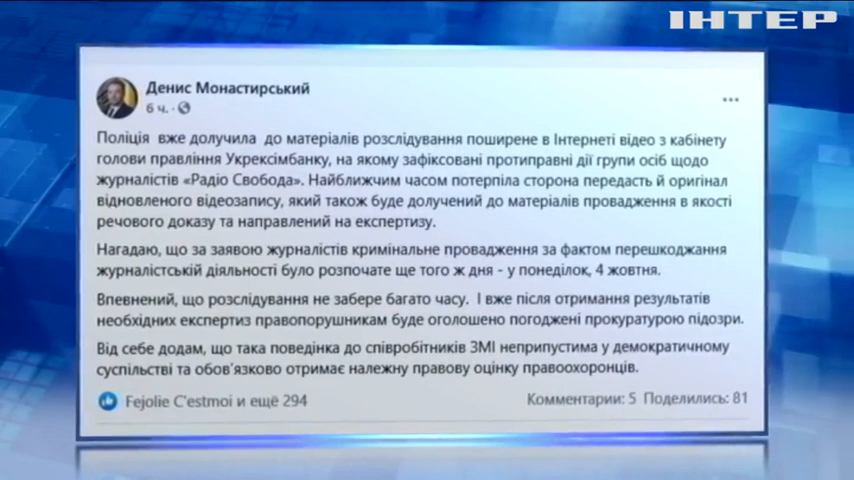 ІНТЕР
Денис Монастирський
6 ч. ·
Поліція вже долучила до матеріалів розслідування поширене в Інтернеті відео з кабінету
голови правління Укрексімбанку, на якому зафіксовані протиправні дії групи осіб щодо
журналістів «Радіо Свобода». Найближчим часом потерпіла сторона передасть й оригінал
відновленого відеозапису, який також буде долучений до матеріалів провадження в якості
речового доказу та направлений на експертизу.
Нагадаю, що за заявою журналістів кримінальне провадження за фактом перешкоджання
журналістській діяльності було розпочате ще того ж дня - у понеділок, 4 жовтня.
Впевнений, що розслідування не забере багато часу. І вже після отримання результатів
необхідних експертиз правопорушникам буде оголошено погоджені прокуратурою підозри.
Від себе додам, що така поведінка до співробітників ЗМІ неприпустима у демократичному
суспільстві та обов'язково отримає належну правову оцінку правоохоронців.
Fejolie C'estmoi и ещё 294
Комментарии: 5 Поделились: 81